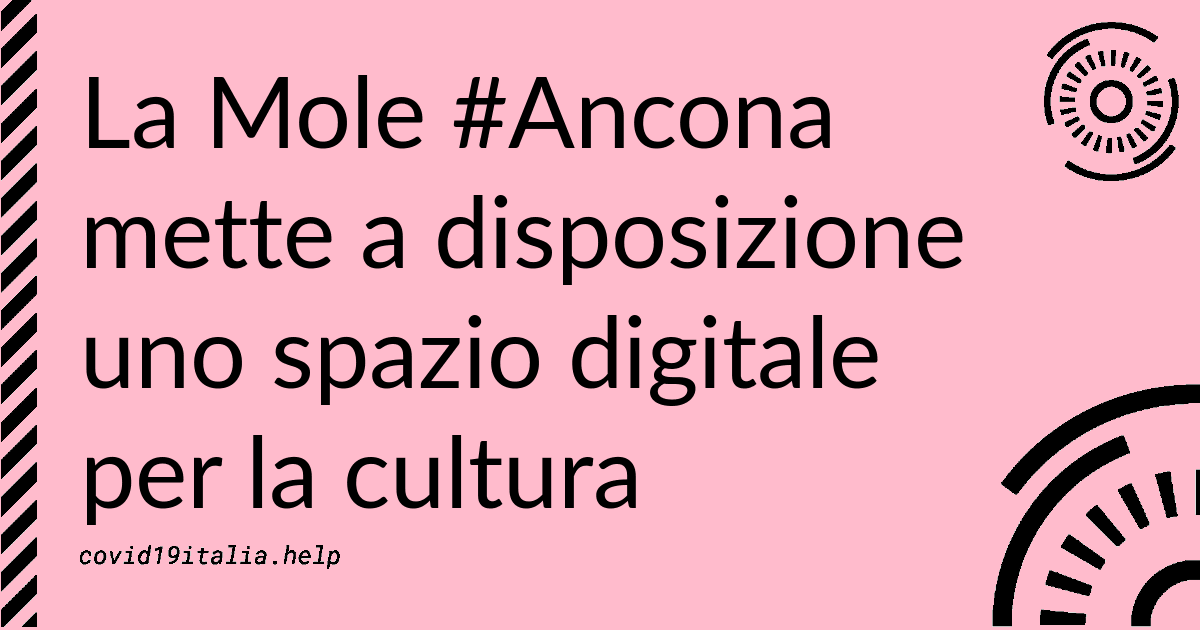 La Mole #Ancona
mette a disposizione
uno spazio digitale
per la cultura
covid19italia.help